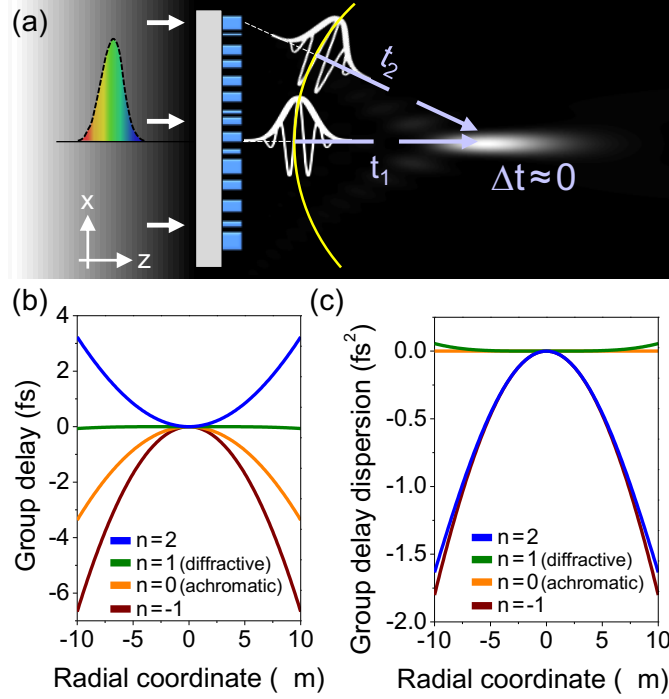 (a)
t₂
t₁
Δt≈0
x
z
(b)
(c)
Group delay (fs)
4
2
0
-2
-4
-6
n=2
n=1 (diffractive)
n=0 (achromatic)
n=-1
-10 -5 0 5 10
Radial coordinate ( m)
Group delay dispersion (fs²)
0.0
-0.5
-1.0
-1.5
-2.0
n=2
n=1 (diffractive)
n=0 (achromatic)
n=-1
-10 -5 0 5 10
Radial coordinate ( m)